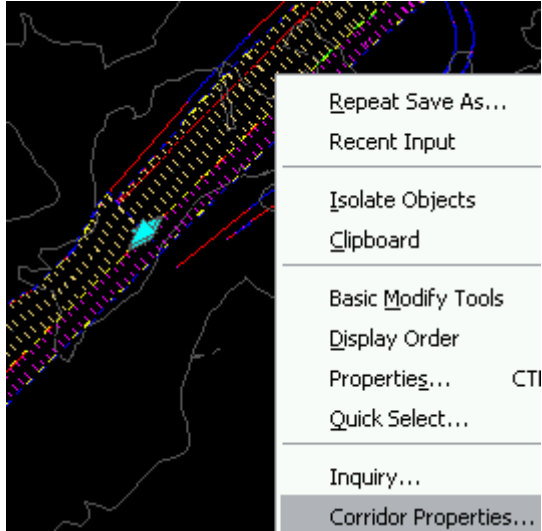 Repeat Save As...
Recent Input
Isolate Objects
Clipboard
Basic Modify Tools
Display Order
Properties... CTR
Quick Select...
Inquiry...
Corridor Properties...